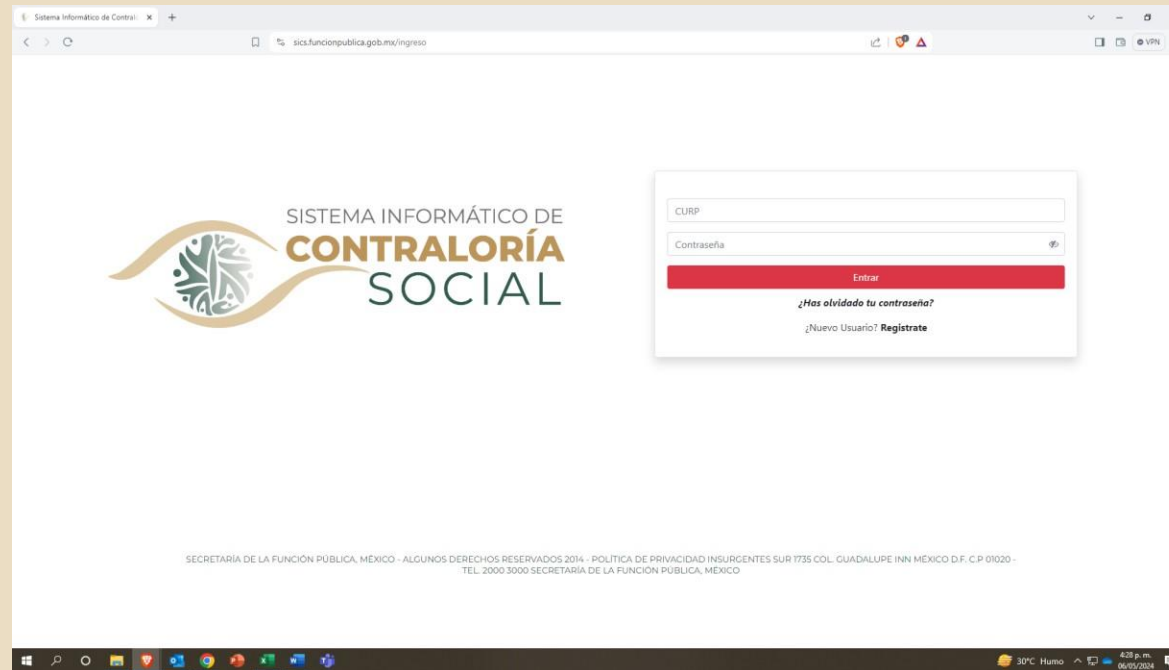 Sistema Informático de Contral
sics.funcionpublica.gob.mx/ingreso
VPN
SISTEMA INFORMÁTICO DE
CONTRALORÍA
SOCIAL
CURP
Contraseña
Entrar
¿Has olvidado tu contraseña?
¿Nuevo Usuario? Registrate
SECRETARÍA DE LA FUNCIÓN PÚBLICA, MÉXICO - ALGUNOS DERECHOS RESERVADOS 2014 - POLÍTICA DE PRIVACIDAD INSURGENTES SUR 1735 COL. GUADALUPE INN MÉXICO D.F. C.P 01020 -
TEL. 2000 3000 SECRETARÍA DE LA FUNCIÓN PÚBLICA, MÉXICO
30°C Humo
4:28 p. m.
06/05/2024